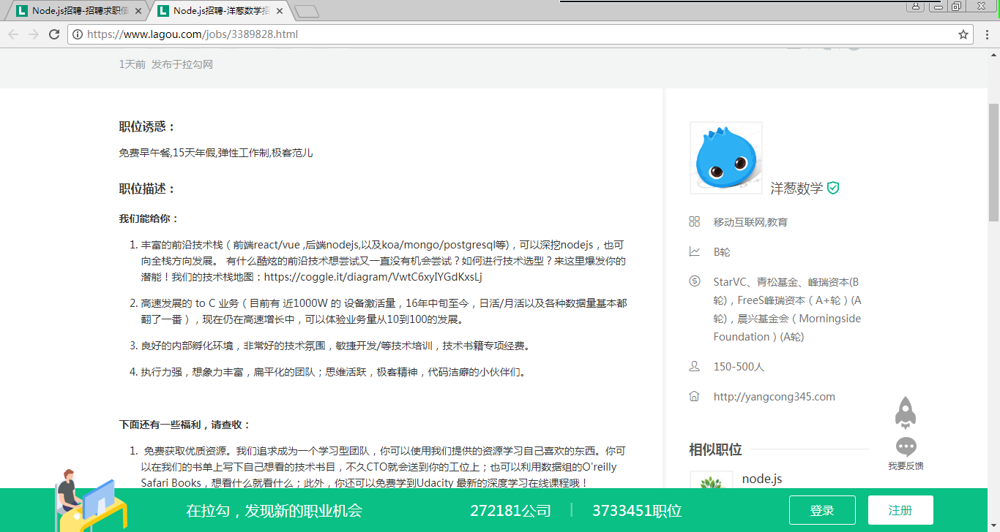 Node.js招聘-招聘求职信
Node.js招聘-洋葱数学招
https://www.lagou.com/jobs/3389828.html
1天前 发布于拉勾网
职位诱惑：
免费早午餐,15天年假,弹性工作制,极客范儿
职位描述：
我们能给你：
1. 丰富的前沿技术栈（前端react/vue ,后端nodejs,以及koa/mongo/postgresql等)，可以深挖nodejs，也可
向全栈方向发展。 有什么酷炫的前沿技术想尝试又一直没有机会尝试？如何进行技术选型？来这里爆发你的
潜能！我们的技术栈地图：https://coggle.it/diagram/VwtC6xyIYGdKxsLj
2. 高速发展的 to C 业务（目前有 近1000W 的 设备激活量，16年中旬至今，日活/月活以及各种数据量基本都
翻了一番），现在仍在高速增长中，可以体验业务量从10到100的发展。
3. 良好的内部孵化环境，非常好的技术氛围，敏捷开发/等技术培训，技术书籍专项经费。
4. 执行力强，想象力丰富，扁平化的团队；思维活跃，极客精神，代码洁癖的小伙伴们。
下面还有一些福利，请查收：
1. 免费获取优质资源。我们追求成为一个学习型团队，你可以使用我们提供的资源学习自己喜欢的东西。你可
以在我们的书单上写下自己想看的技术书目，不久CTO就会送到你的工位上；也可以利用数据组的O'reilly
Safari Books，想看什么就看什么；此外，你还可以免费学到Udacity 最新的深度学习在线课程哦！
洋葱数学
移动互联网,教育
B轮
StarVC、青松基金、峰瑞资本(B
轮)，FreeS峰瑞资本（A+轮）(A
轮)，晨兴基金会（Morningside
Foundation）(A轮)
150-500人
http://yangcong345.com
相似职位
node.js
我要反馈
在拉勾，发现新的职业机会
272181公司
3733451职位
登录
注册